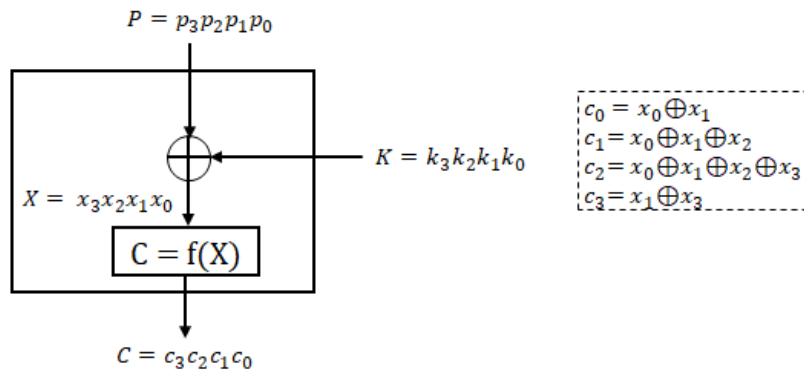 P = p₃p₂p₁p₀
c₀ = x₀⊕x₁
c₁= x₀⊕x₁⊕x₂
K = k₃k₂k₁k₀
c₂ = x₀⊕x₁⊕x₂⊕x₃
X = x₃x₂x₁x₀
c₃ = x₁⊕x₃
C = f(X)
C = c₃c₂c₁c₀